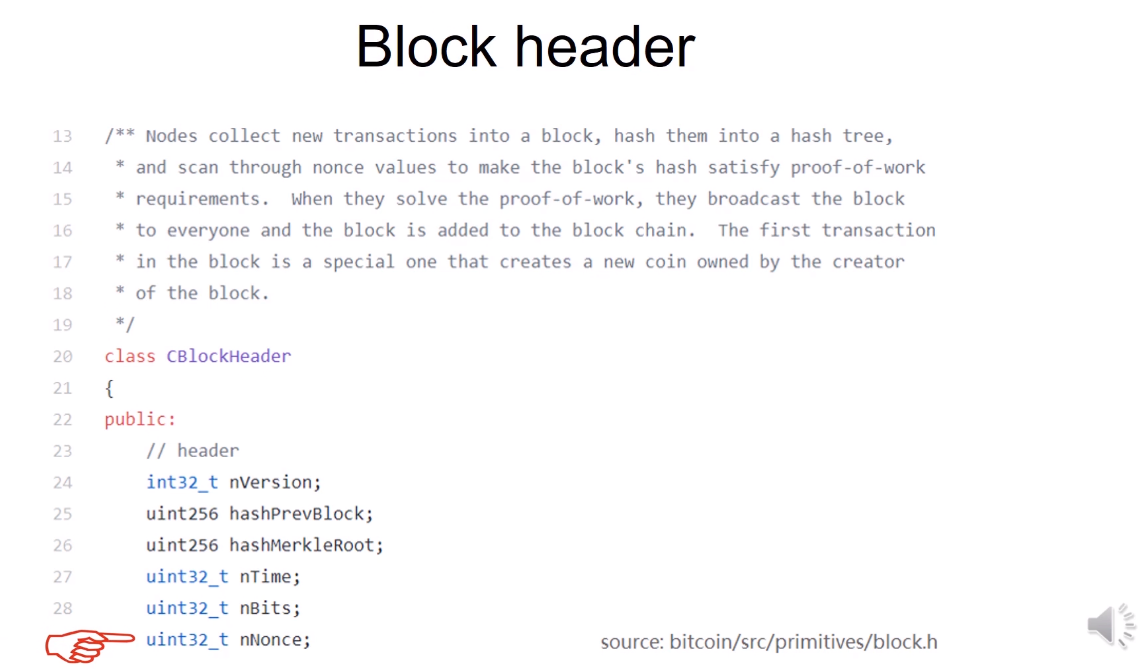 Block header
13 /** Nodes collect new transactions into a block, hash them into a hash tree,
14 * and scan through nonce values to make the block's hash satisfy proof-of-work
15 * requirements. When they solve the proof-of-work, they broadcast the block
16 * to everyone and the block is added to the block chain. The first transaction
17 * in the block is a special one that creates a new coin owned by the creator
18 * of the block.
19 */
20 class CBlockHeader
21 {
22 public:
23 // header
24 int32_t nVersion;
25 uint256 hashPrevBlock;
26 uint256 hashMerkleRoot;
27 uint32_t nTime;
28 uint32_t nBits;
uint32_t nNonce;
source: bitcoin/src/primitives/block.h